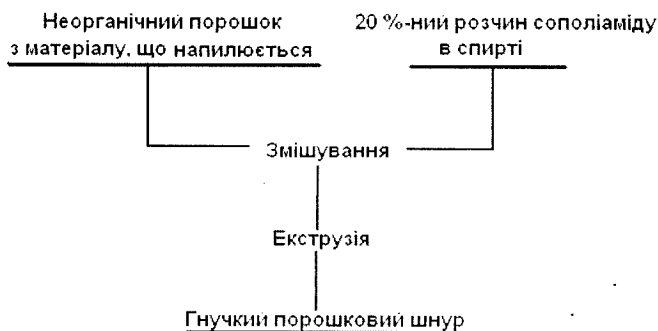 Неорганічний порошок
з матеріалу, що напилюється
20 %-ний розчин сополіаміду
в спирті
Змішування
Екструзія
Гнучкий порошковий шнур